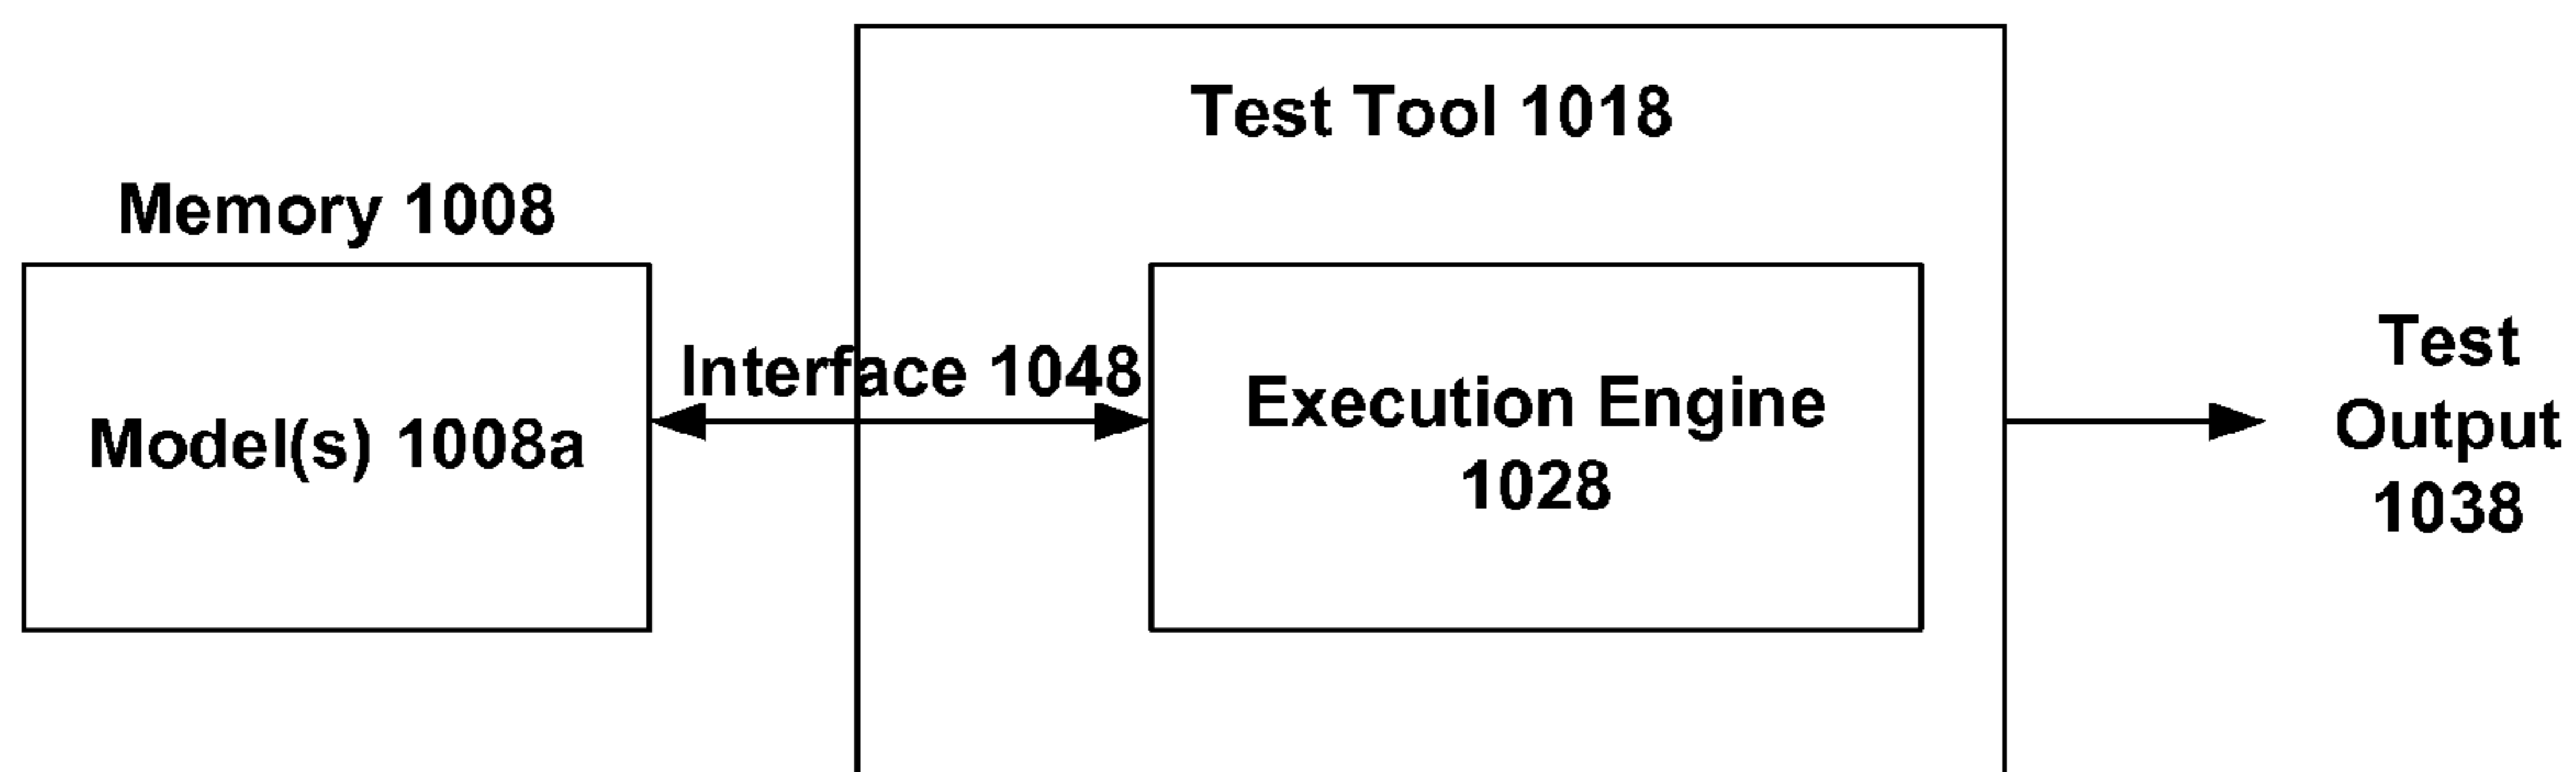 Test Tool 1018
Memory 1008
Model(s) 1008a
Interface 1048
Execution Engine
1028
Test
Output
1038